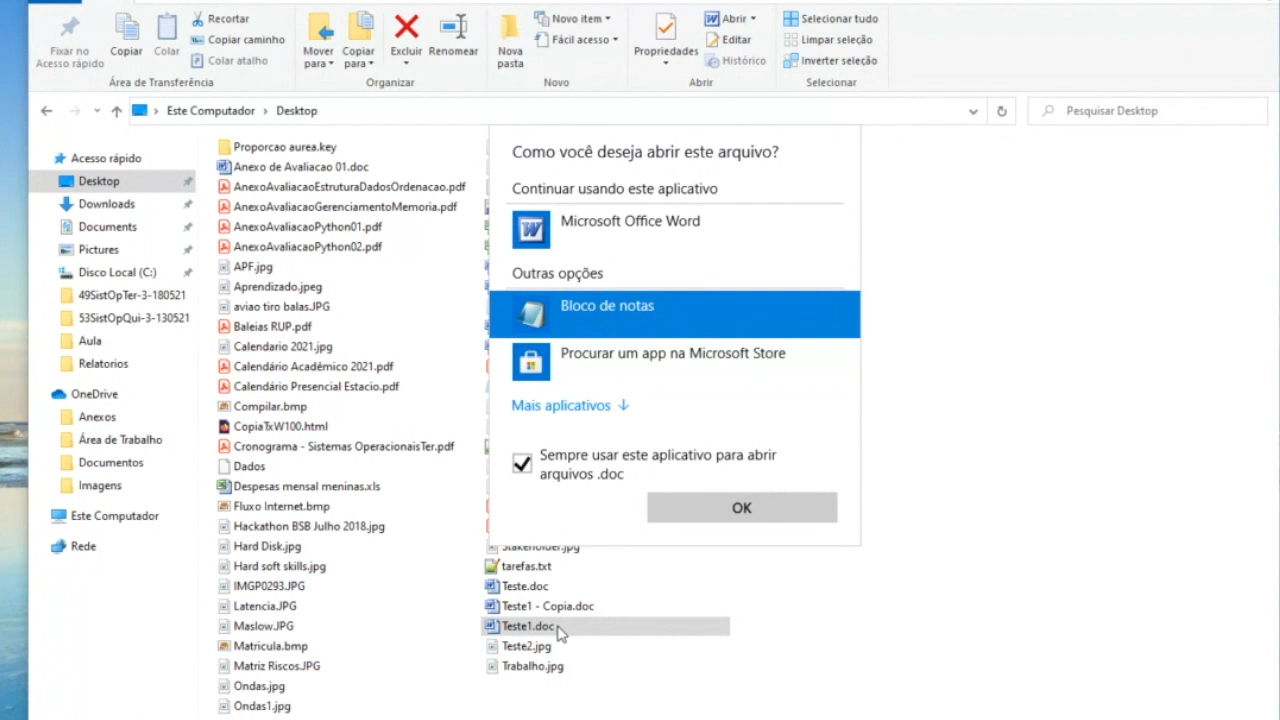 Recortar
Copiar caminho
Colar atalho
Fixar no
Acesso rápido
Copiar
Colar
Área de Transferência
Mover
para
Copiar
para
Excluir
Renomear
Organizar
Nova
pasta
Novo item
Fácil acesso
Novo
Propriedades
Abrir
Editar
Histórico
Abrir
Selecionar tudo
Limpar seleção
Inverter seleção
Selecionar
Este Computador > Desktop
Pesquisar Desktop
Acesso rápido
Desktop
Downloads
Documents
Pictures
Disco Local (C:)
49SistOpTer-3-180521
53SistOpQui-3-130521
Aula
Relatorios
OneDrive
Anexos
Área de Trabalho
Documentos
Imagens
Este Computador
Rede
Proporcao aurea.key
Anexo de Avaliacao 01.doc
AnexoAvaliacaoEstruturaDadosOrdenacao.pdf
AnexoAvaliacaoGerenciamentoMemoria.pdf
AnexoAvaliacaoPython01.pdf
AnexoAvaliacaoPython02.pdf
APF.jpg
Aprendizado.jpeg
aviao tiro balas.JPG
Baleias RUP.pdf
Calendario 2021.jpg
Calendário Acadêmico 2021.pdf
Calendário Presencial Estacio.pdf
Compilar.bmp
CopiaTxW100.html
Cronograma - Sistemas OperacionaisTer.pdf
Dados
Despesas mensal meninas.xls
Fluxo Internet.bmp
Hackathon BSB Julho 2018.jpg
Hard Disk.jpg
Hard soft skills.jpg
IMGP0293.JPG
Latencia.JPG
Maslow.JPG
Matricula.bmp
Matriz Riscos.JPG
Ondas.jpg
Ondas1.jpg
Como você deseja abrir este arquivo?
Continuar usando este aplicativo
Microsoft Office Word
Outras opções
Bloco de notas
Procurar um app na Microsoft Store
Mais aplicativos ↓
Sempre usar este aplicativo para abrir
arquivos .doc
OK
Stakeholder.jpg
tarefas.txt
Teste.doc
Teste1 - Copia.doc
Teste1.doc
Teste2.jpg
Trabalho.jpg